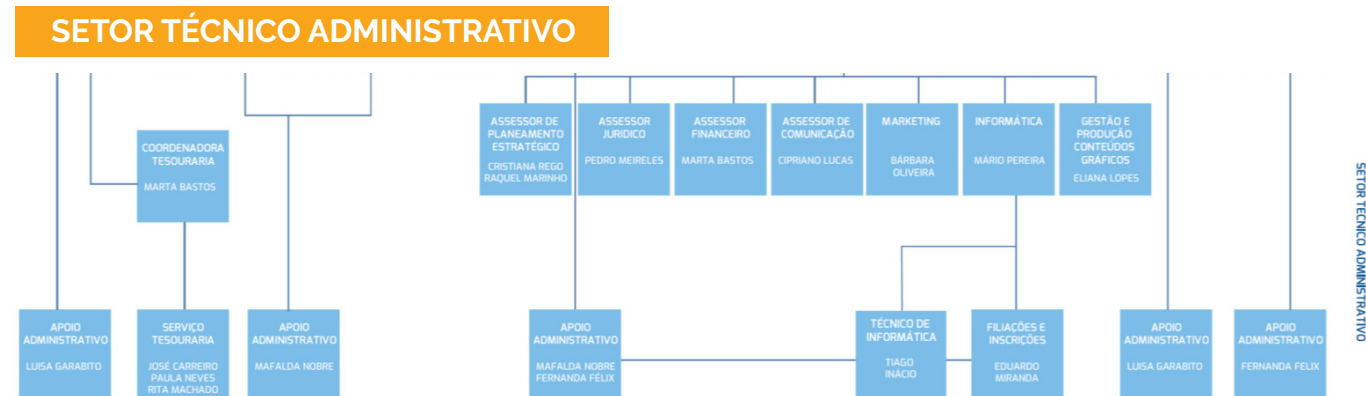 SETOR TÉCNICO ADMINISTRATIVO
COORDENADORA
TESOURARIA
MARTA BASTOS
ASSESSOR DE
PLANEAMENTO
ESTRATÉGICO
CRISTIANA REGO
RAQUEL MARINHO
ASSESSOR
JURIDICO
PEDRO MEIRELES
ASSESSOR
FINANCEIRO
MARTA BASTOS
ASSESSOR DE
COMUNICAÇÃO
CIPRIANO LUCAS
MARKETING
BÁRBARA
OLIVEIRA
INFORMÁTICA
MÁRIO PEREIRA
GESTÃO E
PRODUÇÃO
CONTEÚDOS
GRÁFICOS
ELIANA LOPES
APOIO
ADMINISTRATIVO
LUISA GARABITO
SERVIÇO
TESOURARIA
JOSÉ CARREIRO
PAULA NEVES
RITA MACHADO
APOIO
ADMINISTRATIVO
MAFALDA NOBRE
APOIO
ADMINISTRATIVO
MAFALDA NOBRE
FERNANDA FÉLIX
TÉCNICO DE
INFORMÁTICA
TIAGO
INÁCIO
FILIAÇÕES E
INSCRIÇÕES
EDUARDO
MIRANDA
APOIO
ADMINISTRATIVO
LUISA GARABITO
APOIO
ADMINISTRATIVO
FERNANDA FELIX
SETOR TECNICO ADMINISTRATIVO